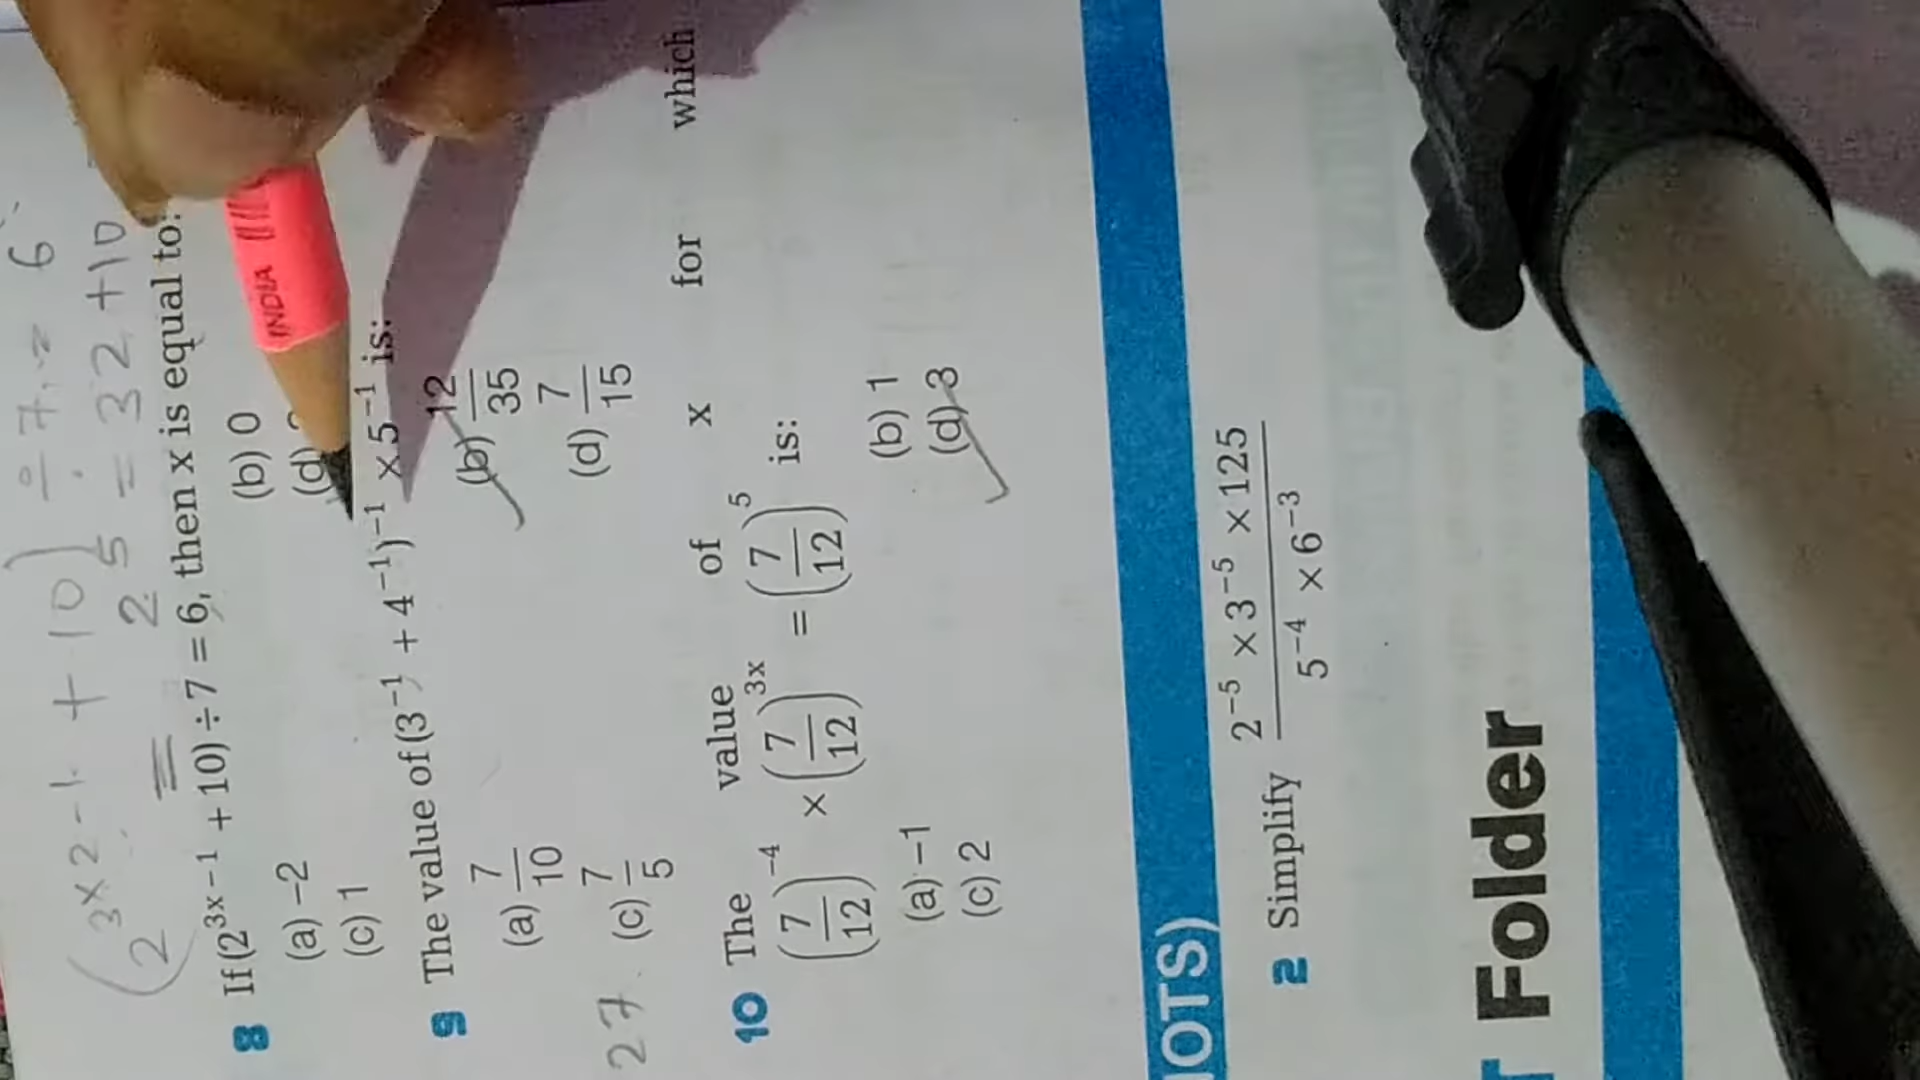 (2^3×2-1 + 10) ÷ 7 = 6
2^5 = 32 + 10
8 If (2^3x-1 + 10) ÷ 7 = 6, then x is equal to:
(a) -2 (b) 0
(c) 1 (d)
9 The value of (3^-1 + 4^-1)^-1 × 5^-1 is:
(a) 7/10 (b) 12/35
(c) 7/5 (d) 7/15
27
10 The value of x for which
(7/12)^-4 × (7/12)^3x = (7/12)^5 is:
(a) -1 (b) 1
(c) 2 (d) 3
IOTS)
2 Simplify 2^-5 × 3^-5 × 125 / 5^-4 × 6^-3
T Folder
INDIA